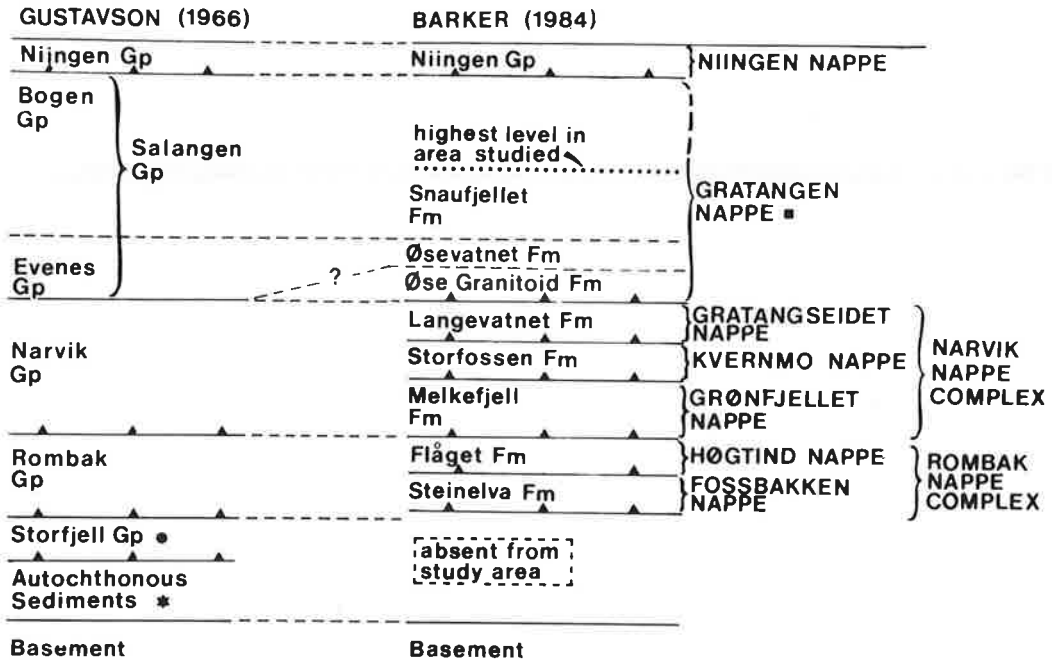 GUSTAVSON (1966)
BARKER (1984)
Niingen Gp
Niingen Gp
NIINGEN NAPPE
Bogen
Gp
Salangen
Gp
highest level in
area studied
Snaufjellet
Fm
GRATANGEN
NAPPE ■
Evenes
Gp
?
Øsevatnet Fm
Øse Granitoid Fm
Narvik
Gp
Langevatnet Fm
GRATANGSEIDET
NAPPE
Storfossen Fm
KVERNMO NAPPE
Melkefjell
Fm
GRØNFJELLET
NAPPE
NARVIK
NAPPE
COMPLEX
Rombak
Gp
Flåget Fm
HØGTIND NAPPE
Steinelva Fm
FOSSBAKKEN
NAPPE
ROMBAK
NAPPE
COMPLEX
Storfjell Gp ●
absent from
study area
Autochthonous
Sediments *
Basement
Basement